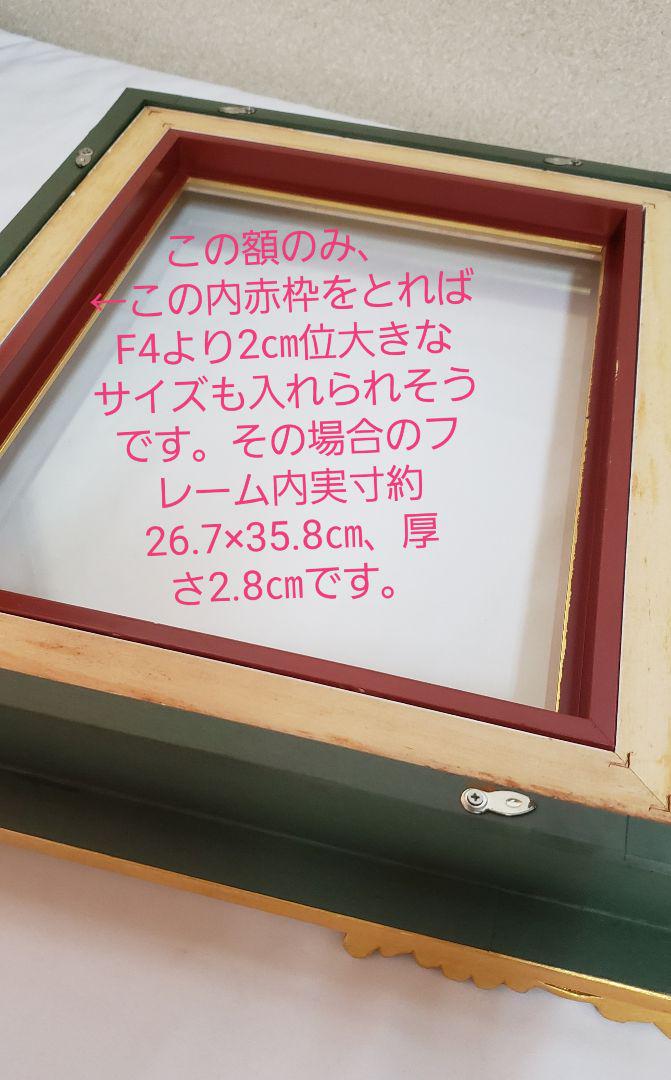 この額のみ、
←この内赤枠をとれば
F4より2㎝位大きな
サイズも入れられそう
です。その場合のフ
レーム内実寸約
26.7×35.8㎝、厚
さ2.8㎝です。